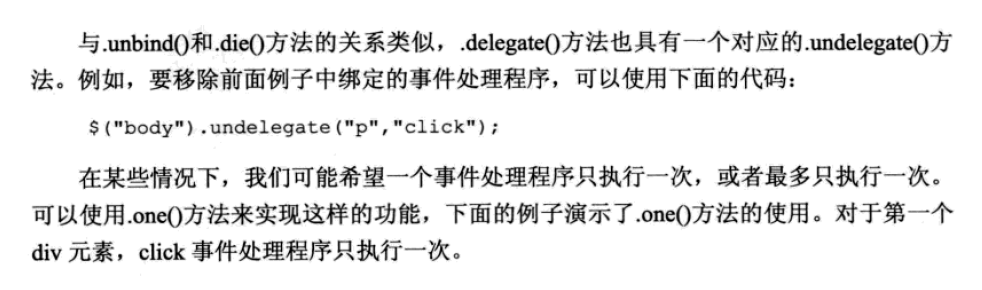 与.unbind()和.die()方法的关系类似，.delegate()方法也具有一个对应的.undelegate()方
法。例如，要移除前面例子中绑定的事件处理程序，可以使用下面的代码：
$("body").undelegate("p","click");
在某些情况下，我们可能希望一个事件处理程序只执行一次，或者最多只执行一次。
可以使用.one()方法来实现这样的功能，下面的例子演示了.one()方法的使用。对于第一个
div 元素，click 事件处理程序只执行一次。